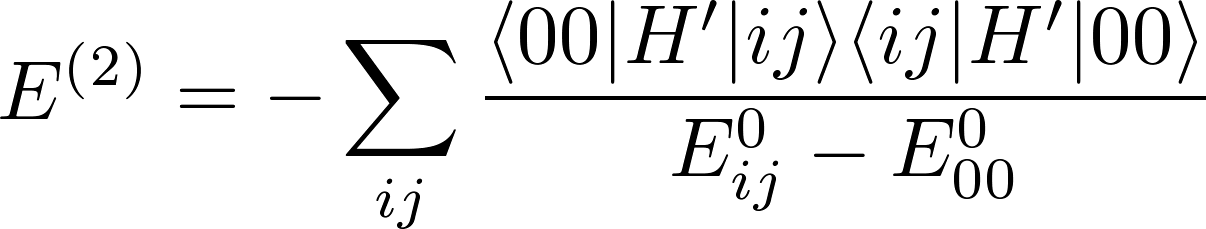 E^{(2)} = -\sum_{ij} \frac{\langle 00|H'|ij\rangle\langle ij|H'|00\rangle}{E^0_{ij} - E^0_{00}}